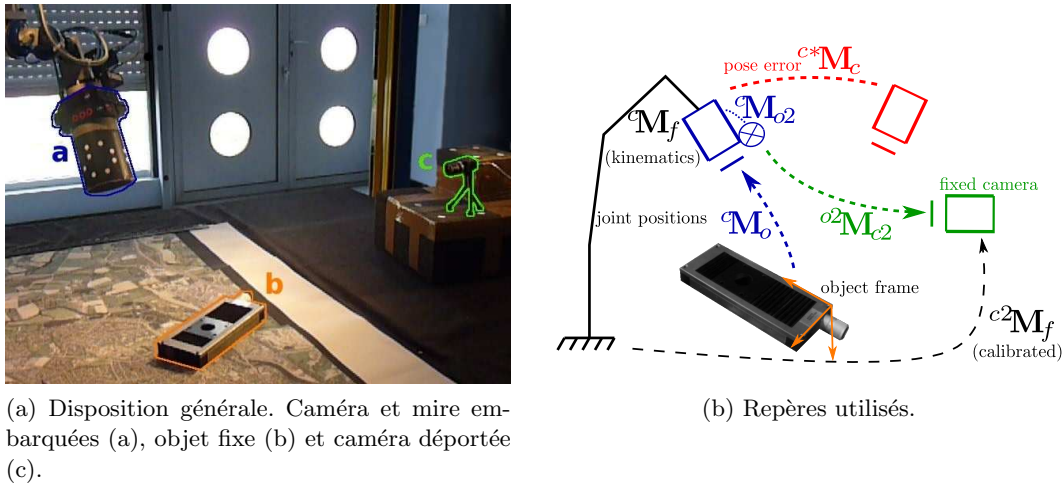 a
b
c
pose error c*Mc
cMf
(kinematics)
cMo2
fixed camera
joint positions
cMo
o2Mc2
object frame
c2Mf
(calibrated)
(a) Disposition générale. Caméra et mire em-
barquées (a), objet fixe (b) et caméra déportée
(c).
(b) Repères utilisés.